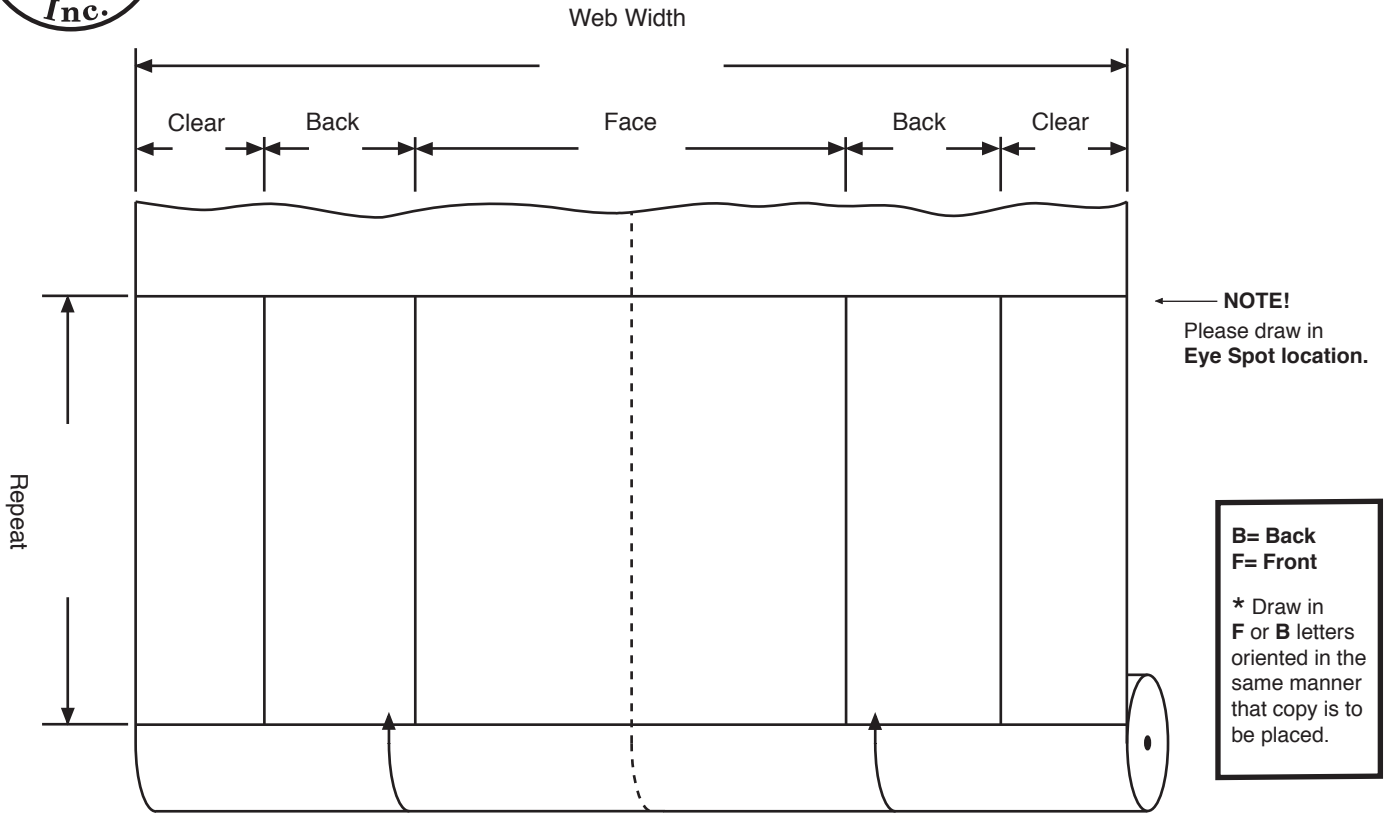 Inc.
Web Width
Clear Back Face Back Clear
NOTE!
Please draw in
Eye Spot location.
Repeat
B= Back
F= Front
* Draw in
F or B letters
oriented in the
same manner
that copy is to
be placed.